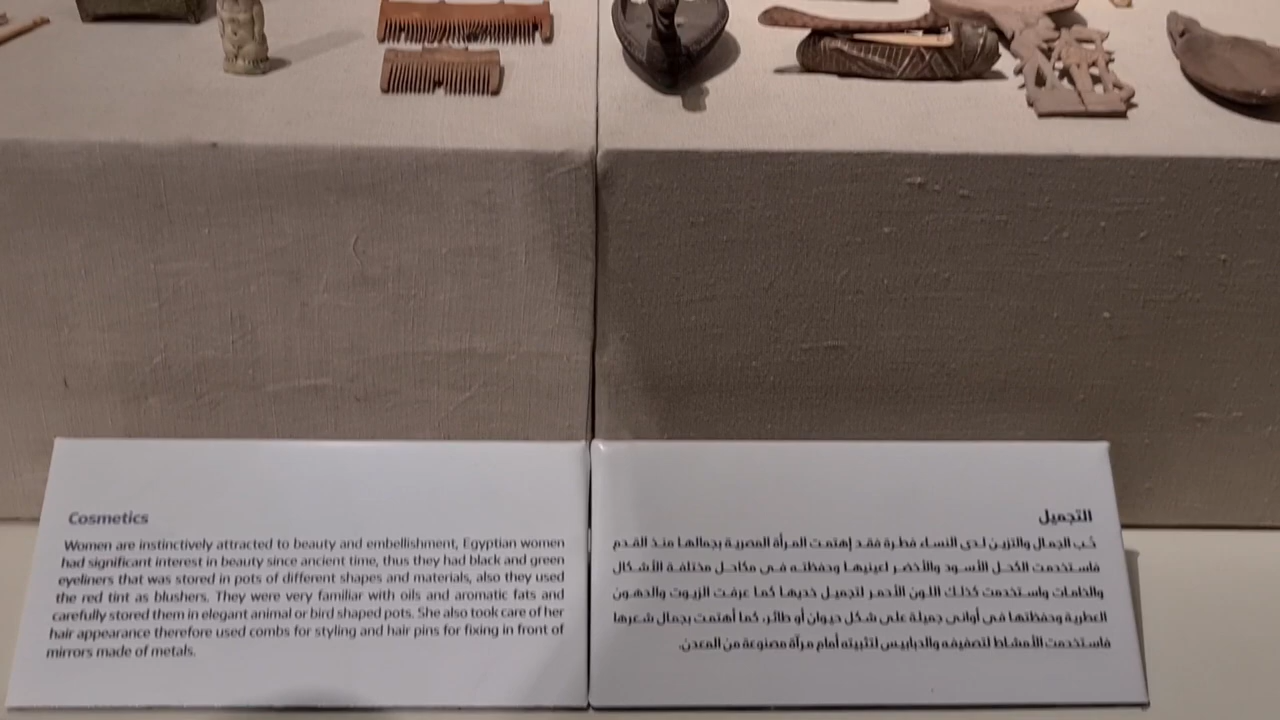 Cosmetics
Women are instinctively attracted to beauty and embellishment, Egyptian women
had significant interest in beauty since ancient time, thus they had black and green
eyeliners that was stored in pots of different shapes and materials, also they used
the red tint as blushers. They were very familiar with oils and aromatic fats and
carefully stored them in elegant animal or bird shaped pots. She also took care of her
hair appearance therefore used combs for styling and hair pins for fixing in front of
mirrors made of metals.
التجميل
حُب الجمال والتزين لدى النساء فطرة فقد إهتمت المرأة المصرية بجمالها منذ القدم
فاستخدمت الكحل الأسود والأخضر لعينيها وحفظته فى مكاحل مختلفة الأشكال
والخامات واستخدمت كذلك اللون الأحمر لتجميل خديها كما عرفت الزيوت والدهون
العطرية وحفظتها فى أوانى جميلة على شكل حيوان أو طائر، كما أهتمت بجمال شعرها
فاستخدمت الأمشاط لتصفيفه والدبابيس لتثبيته أمام مرآة مصنوعة من المعدن.